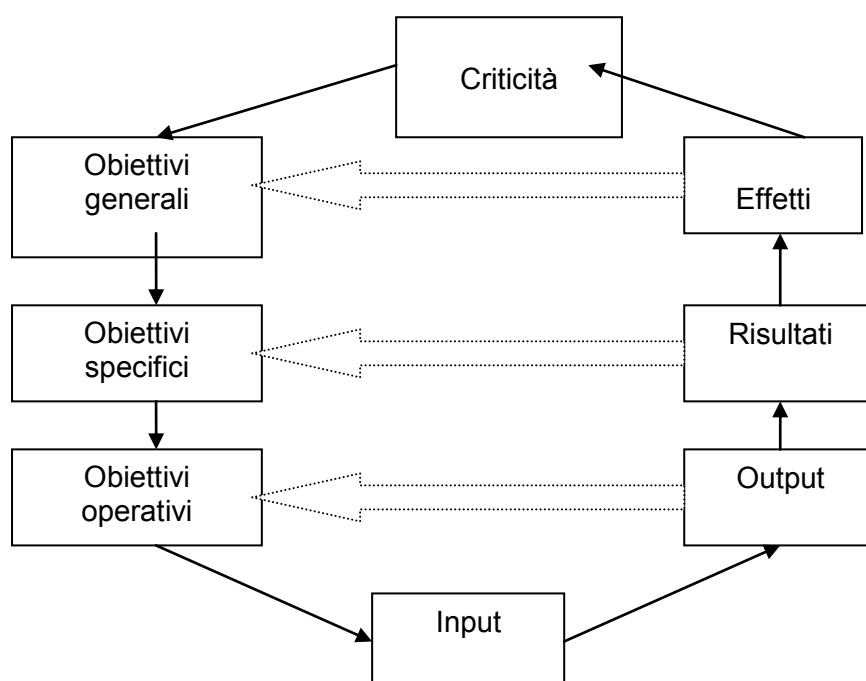 Criticità
Obiettivi
generali
Effetti
Obiettivi
specifici
Risultati
Obiettivi
operativi
Output
Input